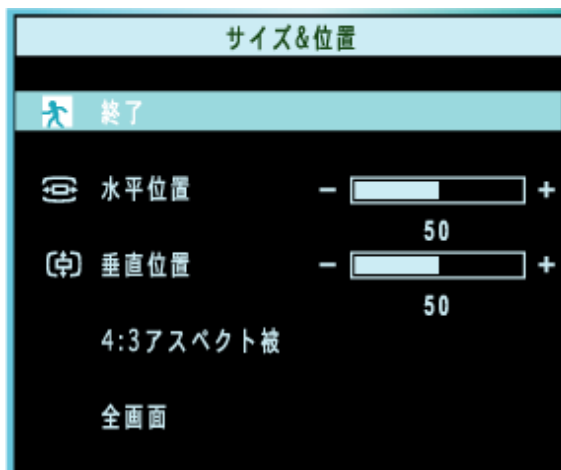 サイズ&位置
終了
水平位置 − +
50
垂直位置 − +
50
4:3アスペクト被
全画面